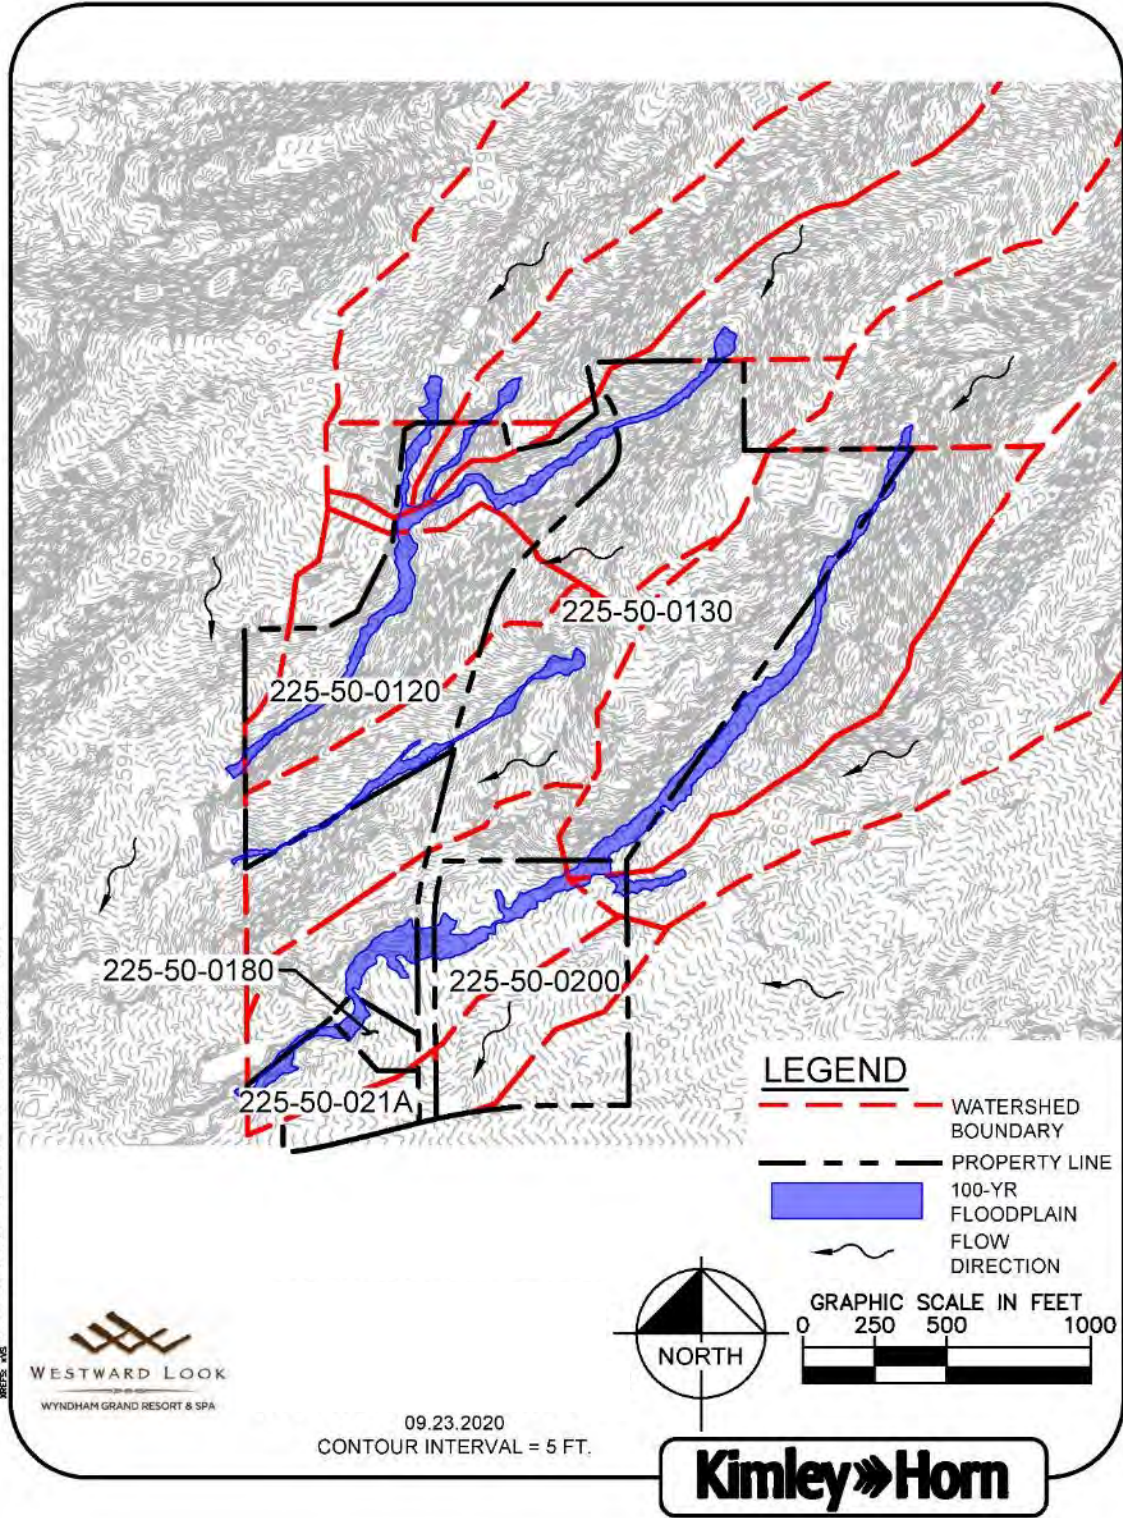 225-50-0130
225-50-0120
225-50-0180
225-50-0200
225-50-021A
LEGEND
WATERSHED
BOUNDARY
PROPERTY LINE
100-YR
FLOODPLAIN
FLOW
DIRECTION
GRAPHIC SCALE IN FEET
0 250 500 1000
NORTH
WESTWARD LOOK
WYNDHAM GRAND RESORT & SPA
09.23.2020
CONTOUR INTERVAL = 5 FT.
Kimley»Horn